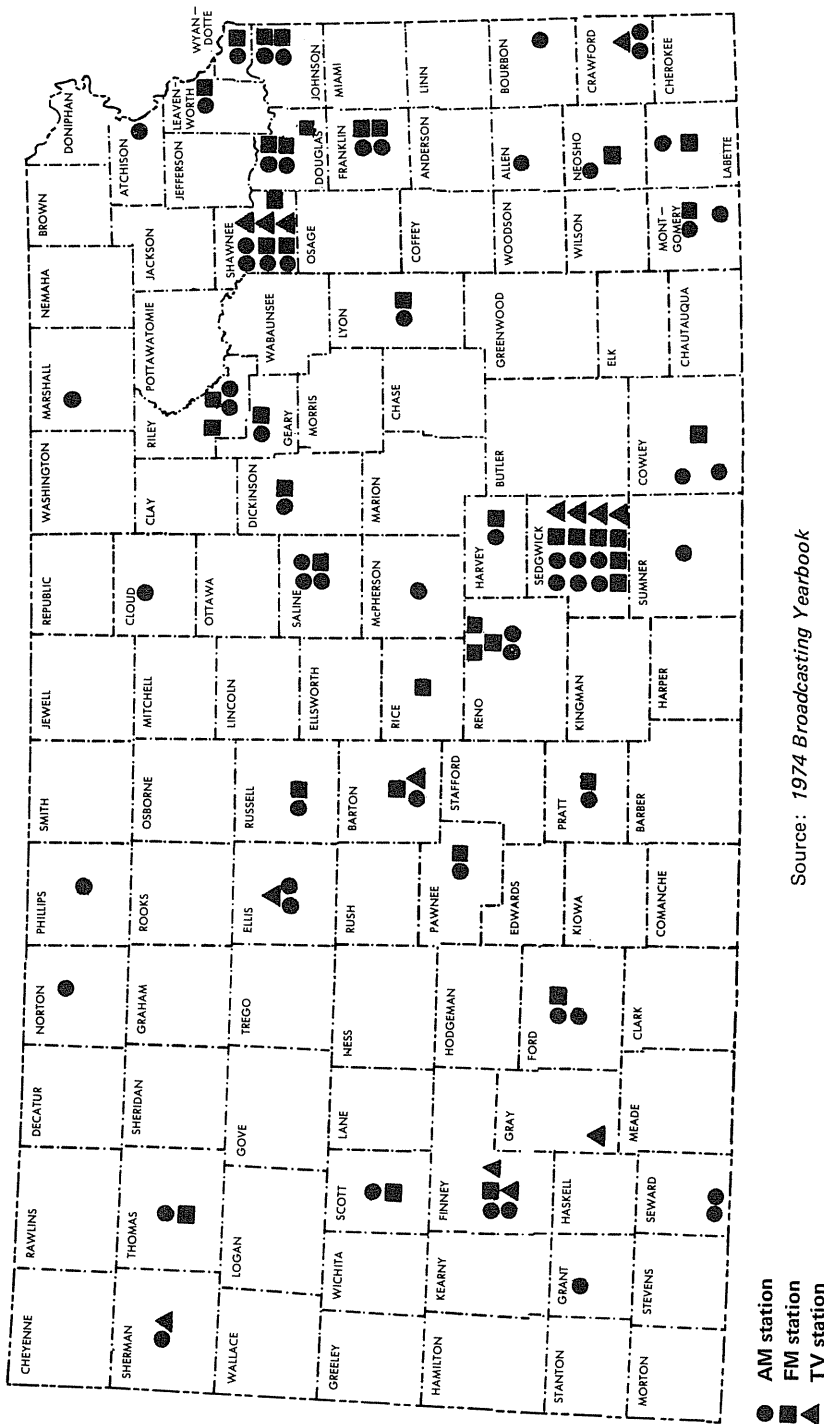 CHEYENNE
RAWLINS
DECATUR
NORTON
PHILLIPS
SMITH
JEWELL
REPUBLIC
WASHINGTON
MARSHALL
NEMAHA
BROWN
DONIPHAN
SHERMAN
THOMAS
SHERIDAN
GRAHAM
ROOKS
OSBORNE
MITCHELL
CLOUD
CLAY
RILEY
POTTAWATOMIE
JACKSON
ATCHISON
JEFFERSON
LEAVEN-
WORTH
WYAN-
DOTTE
WALLACE
LOGAN
GOVE
TREGO
ELLIS
RUSSELL
LINCOLN
OTTAWA
DICKINSON
GEARY
WABAUNSEE
SHAWNEE
DOUGLAS
JOHNSON
GREELEY
WICHITA
SCOTT
LANE
NESS
RUSH
BARTON
ELLSWORTH
SALINE
MORRIS
LYON
OSAGE
FRANKLIN
MIAMI
HAMILTON
KEARNY
FINNEY
HODGEMAN
PAWNEE
STAFFORD
RICE
McPHERSON
MARION
CHASE
COFFEY
ANDERSON
LINN
GRAY
FORD
EDWARDS
RENO
HARVEY
BUTLER
GREENWOOD
WOODSON
ALLEN
BOURBON
STANTON
GRANT
HASKELL
KIOWA
PRATT
KINGMAN
SEDGWICK
ELK
WILSON
NEOSHO
CRAWFORD
MORTON
STEVENS
SEWARD
MEADE
CLARK
COMANCHE
BARBER
HARPER
SUMNER
COWLEY
CHAUTAUQUA
MONT-
GOMERY
LABETTE
CHEROKEE
AM station
FM station
TV station
Source: 1974 Broadcasting Yearbook